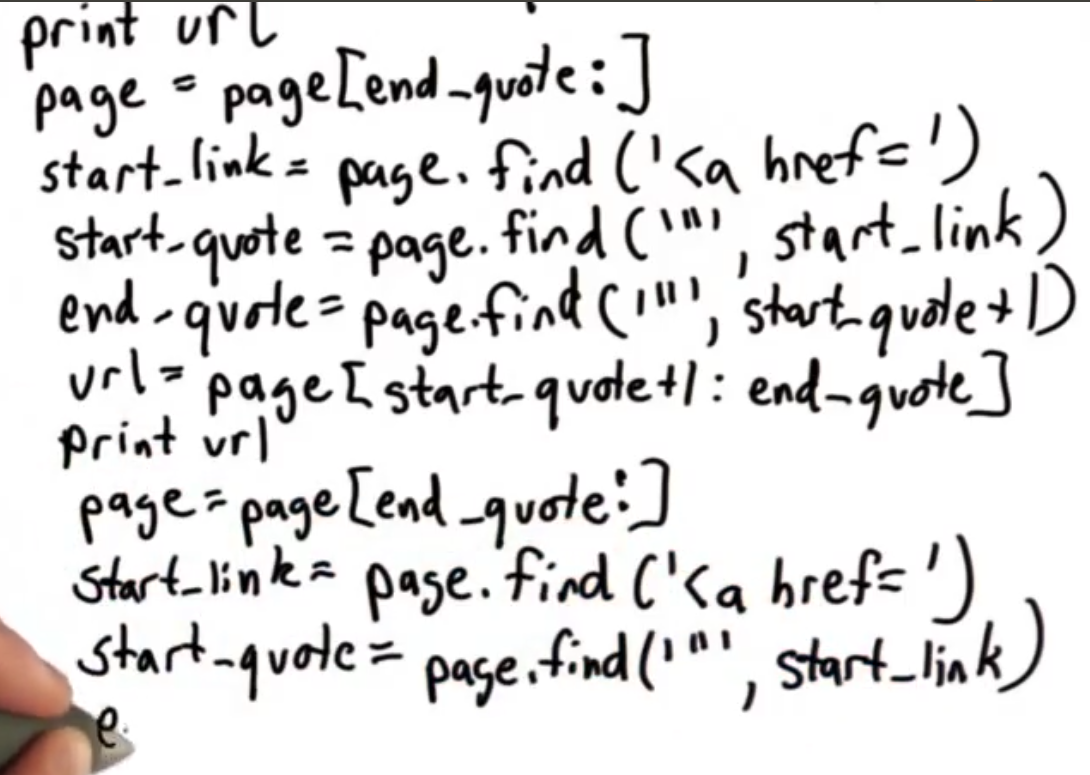 print url
page = page[end_quote:]
start_link = page.find('<a href=')
start_quote = page.find('"', start_link)
end_quote = page.find('"', start_quote+1)
url = page[start_quote+1: end_quote]
print url
page = page[end_quote:]
start_link = page.find('<a href=')
start_quote = page.find('"', start_link)
e